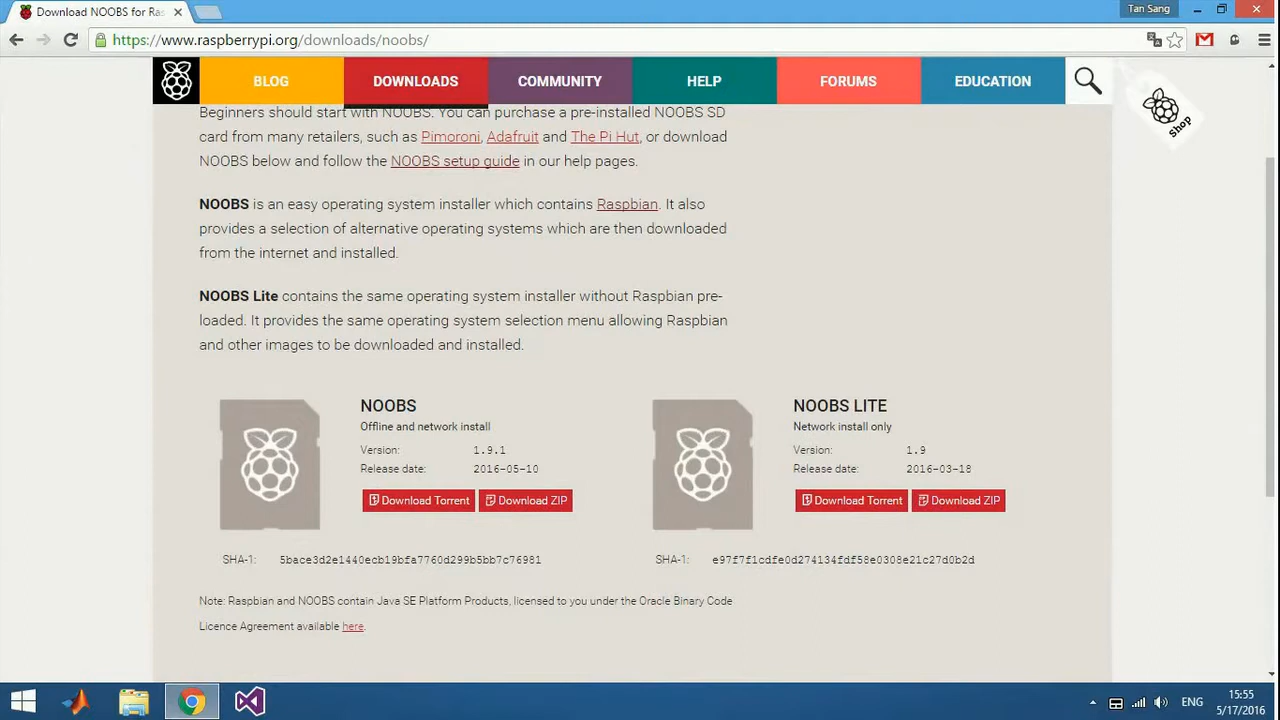 Download NOOBS for Ras
Tan Sang
https://www.raspberrypi.org/downloads/noobs/
BLOG DOWNLOADS COMMUNITY HELP FORUMS EDUCATION
Shop
Beginners should start with NOOBS. You can purchase a pre-installed NOOBS SD
card from many retailers, such as Pimoroni, Adafruit and The Pi Hut, or download
NOOBS below and follow the NOOBS setup guide in our help pages.
NOOBS is an easy operating system installer which contains Raspbian. It also
provides a selection of alternative operating systems which are then downloaded
from the internet and installed.
NOOBS Lite contains the same operating system installer without Raspbian pre-
loaded. It provides the same operating system selection menu allowing Raspbian
and other images to be downloaded and installed.
NOOBS
Offline and network install
Version: 1.9.1
Release date: 2016-05-10
Download Torrent Download ZIP
SHA-1: 5bace3d2e1440ecb19bfa7760d299b5bb7c76981
NOOBS LITE
Network install only
Version: 1.9
Release date: 2016-03-18
Download Torrent Download ZIP
SHA-1: e97f7f1cdfe0d274134fdf58e0308e21c27d0b2d
Note: Raspbian and NOOBS contain Java SE Platform Products, licensed to you under the Oracle Binary Code
Licence Agreement available here.
ENG
15:55
5/17/2016